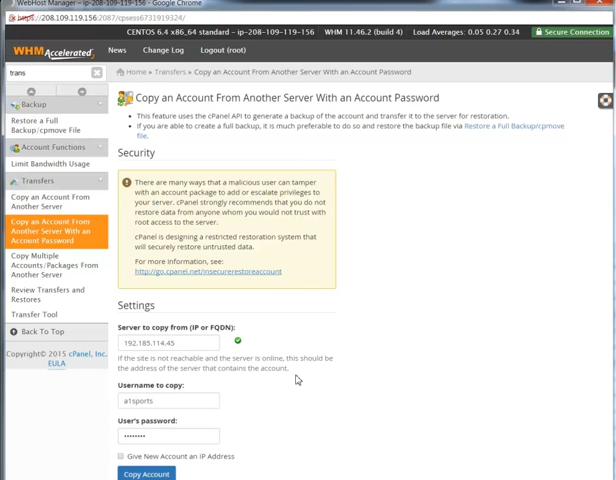 WebHost Manager - ip-208-109-119-156 - Google Chrome
https://208.109.119.156:2087/cpsess6731919324/
CENTOS 6.4 x86_64 standard – ip-208-109-119-156 WHM 11.46.2 (build 4) Load Averages: 0.05 0.27 0.34 Secure Connection
WHM Accelerated News Change Log Logout (root)
trans
Home » Transfers » Copy an Account From Another Server With an Account Password
Backup
Restore a Full
Backup/cpmove File
Account Functions
Limit Bandwidth Usage
Transfers
Copy an Account From
Another Server
Copy an Account From
Another Server With an
Account Password
Copy Multiple
Accounts/Packages From
Another Server
Review Transfers and
Restores
Transfer Tool
Back To Top
Copyright© 2015 cPanel, Inc.
EULA
Copy an Account From Another Server With an Account Password
This feature uses the cPanel API to generate a backup of the account and transfer it to the server for restoration.
If you are able to create a full backup, it is much preferable to do so and restore the backup file via Restore a Full Backup/cpmove
file.
Security
There are many ways that a malicious user can tamper
with an account package to add or escalate privileges to
your server. cPanel strongly recommends that you do not
restore data from anyone whom you would not trust with
root access to the server.
cPanel is designing a restricted restoration system that
will securely restore untrusted data.
For more information, see:
http://go.cpanel.net/insecurerestoreaccount
Settings
Server to copy from (IP or FQDN):
192.185.114.45
If the site is not reachable and the server is online, this should be
the address of the server that contains the account.
Username to copy:
a1sports
User's password:
••••••••
Give New Account an IP Address
Copy Account